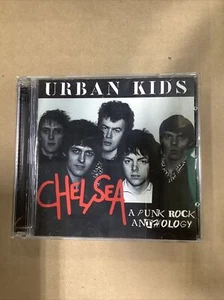 URBAN KIDS
CHELSEA
A PUNK ROCK
ANTHOLOGY